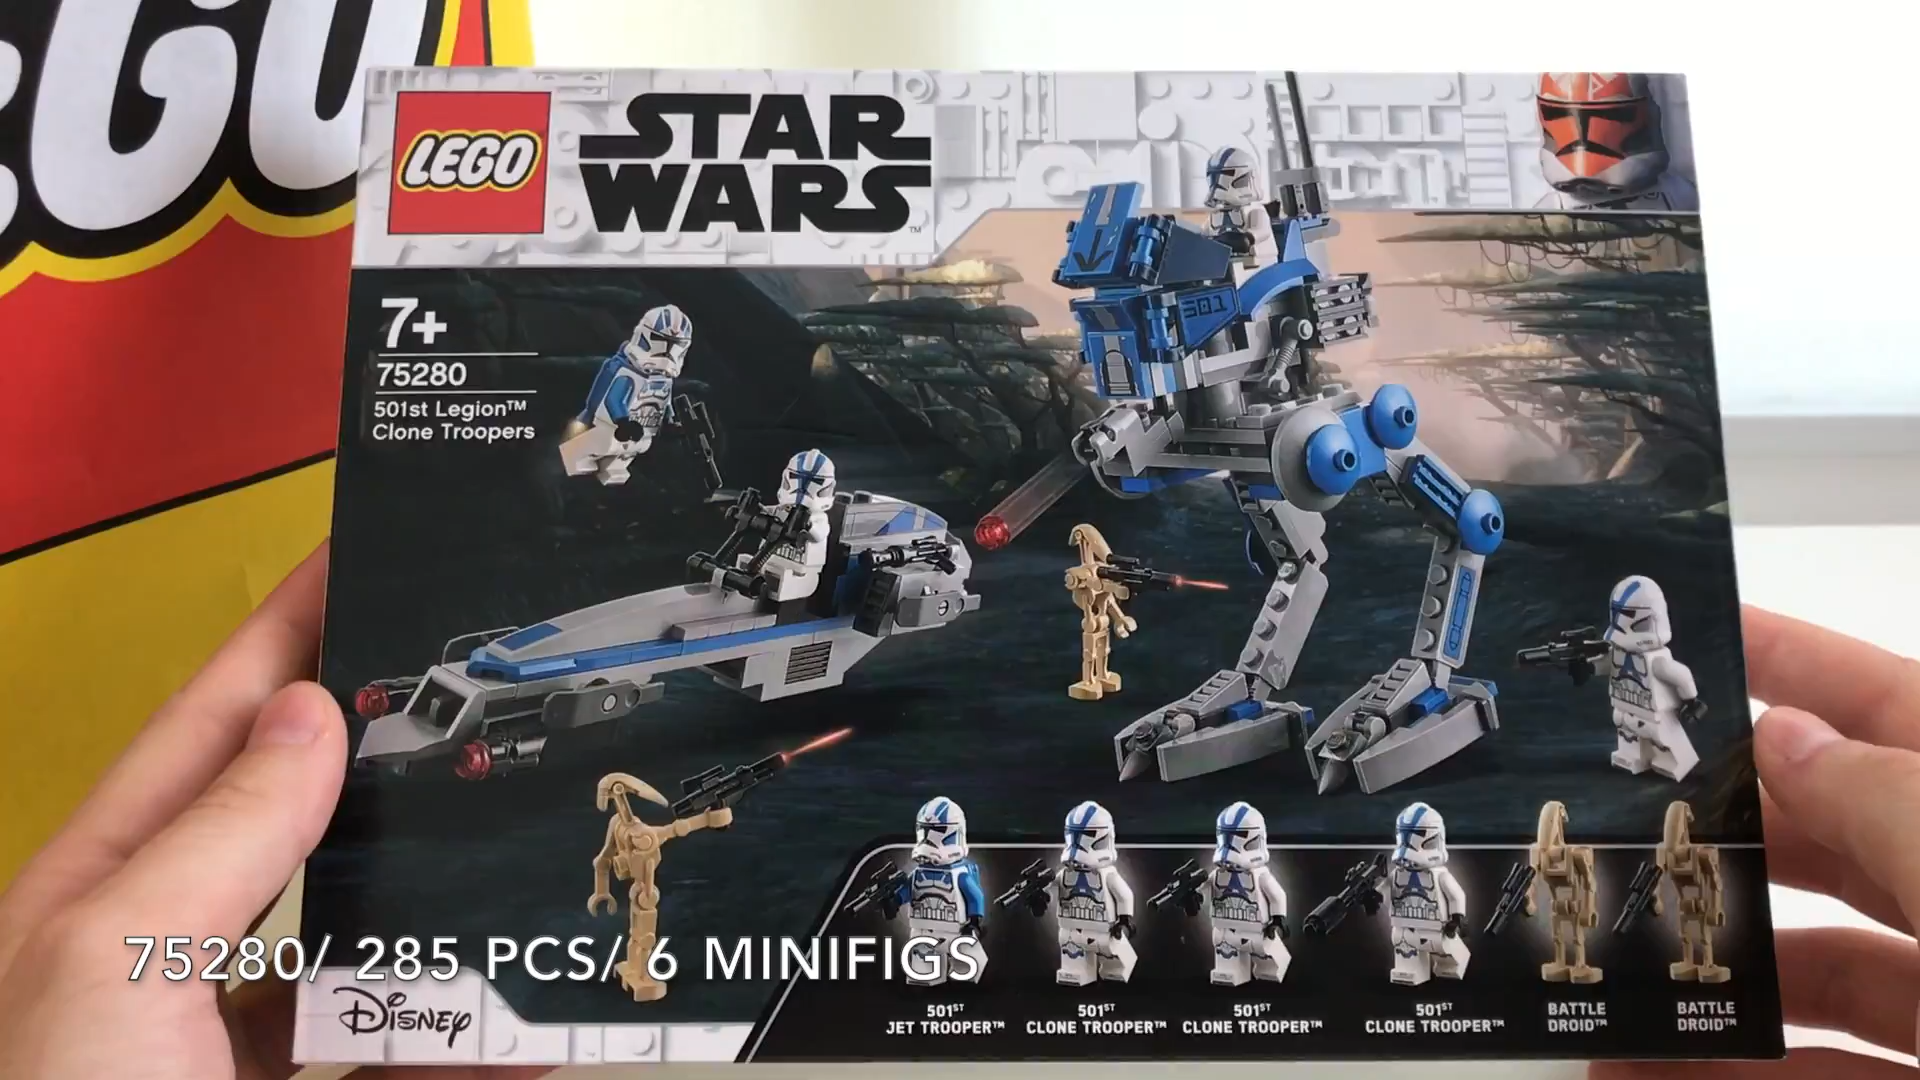 LEGO
STAR
WARS™
7+
75280
501st Legion™
Clone Troopers
501
75280/ 285 PCS/ 6 MINIFIGS
Disney
501ST
JET TROOPER™
501ST
CLONE TROOPER™
501ST
CLONE TROOPER™
501ST
CLONE TROOPER™
BATTLE
DROID™
BATTLE
DROID™